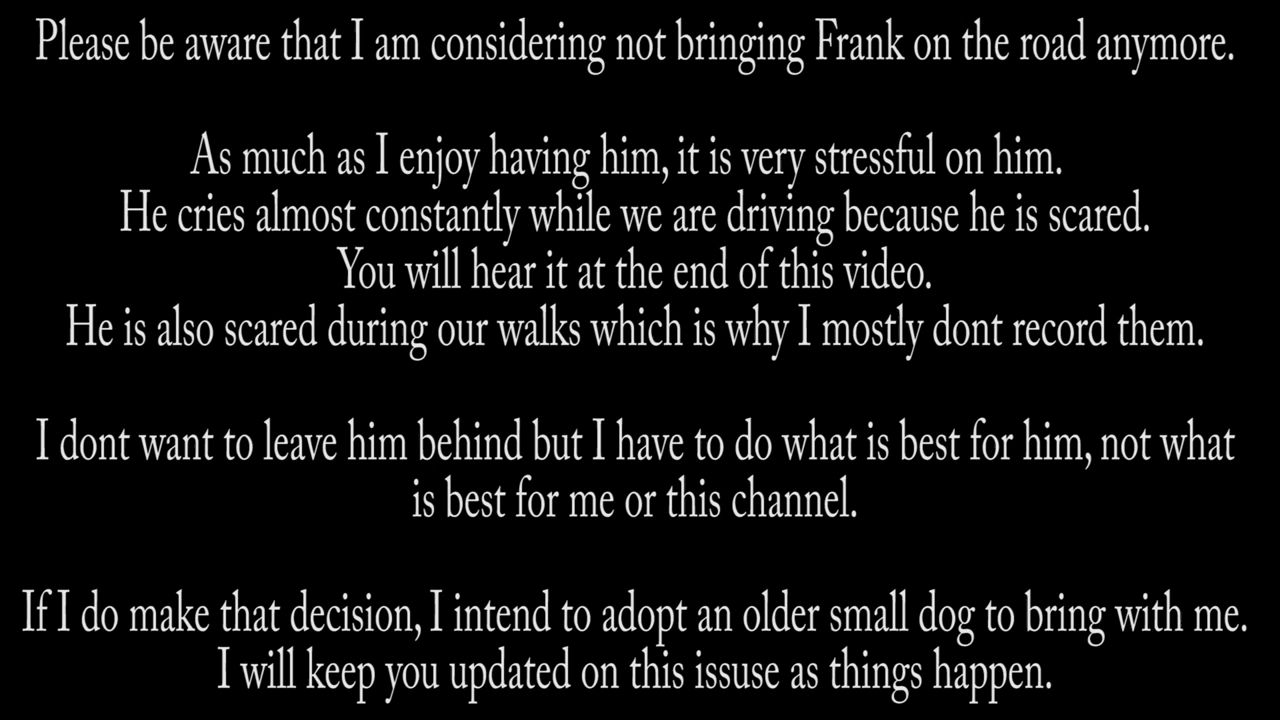 Please be aware that I am considering not bringing Frank on the road anymore.
As much as I enjoy having him, it is very stressful on him.
He cries almost constantly while we are driving because he is scared.
You will hear it at the end of this video.
He is also scared during our walks which is why I mostly dont record them.
I dont want to leave him behind but I have to do what is best for him, not what
is best for me or this channel.
If I do make that decision, I intend to adopt an older small dog to bring with me.
I will keep you updated on this issuse as things happen.